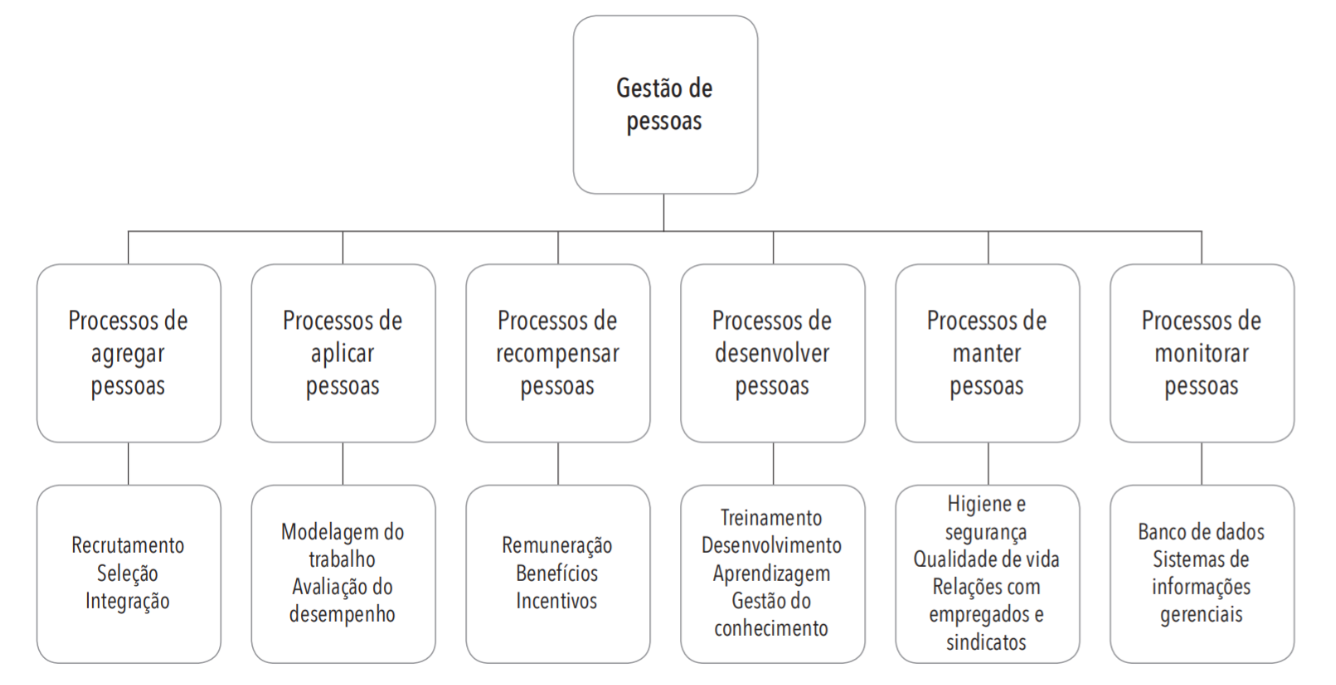 Gestão de
pessoas
Processos de
agregar
pessoas
Processos de
aplicar
pessoas
Processos de
recompensar
pessoas
Processos de
desenvolver
pessoas
Processos de
manter
pessoas
Processos de
monitorar
pessoas
Recrutamento
Seleção
Integração
Modelagem do
trabalho
Avaliação do
desempenho
Remuneração
Benefícios
Incentivos
Treinamento
Desenvolvimento
Aprendizagem
Gestão do
conhecimento
Higiene e
segurança
Qualidade de vida
Relações com
empregados e
sindicatos
Banco de dados
Sistemas de
informações
gerenciais